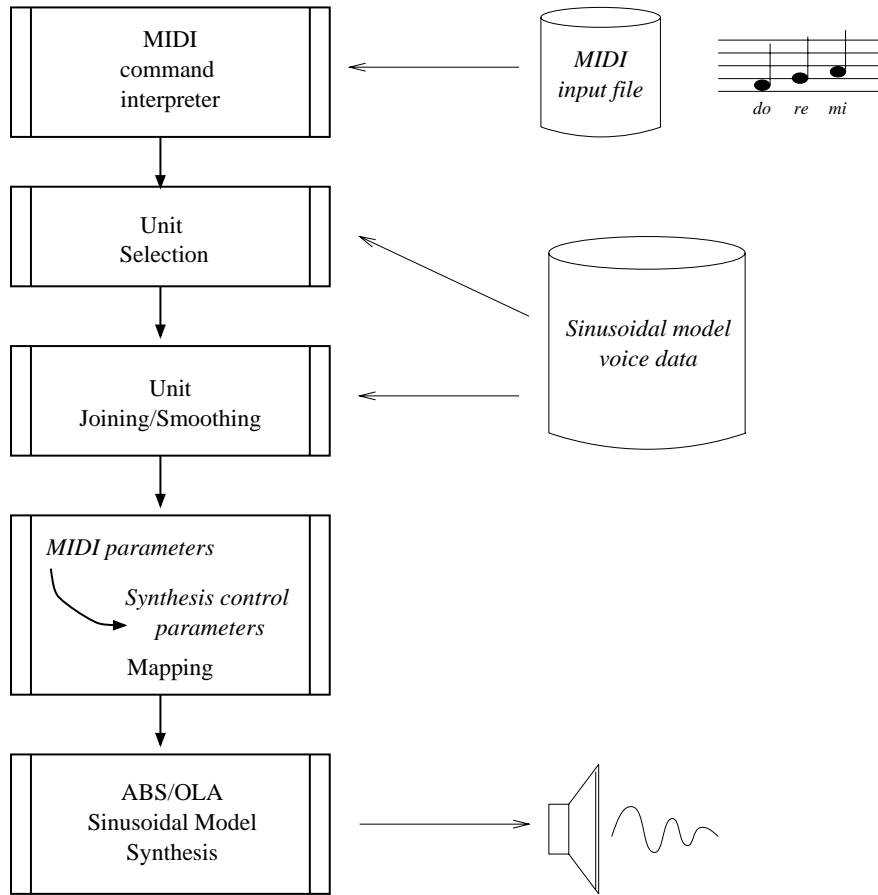 MIDI
command
interpreter
MIDI
input file
do re mi
Unit
Selection
Sinusoidal model
voice data
Unit
Joining/Smoothing
MIDI parameters
Synthesis control
parameters
Mapping
ABS/OLA
Sinusoidal Model
Synthesis